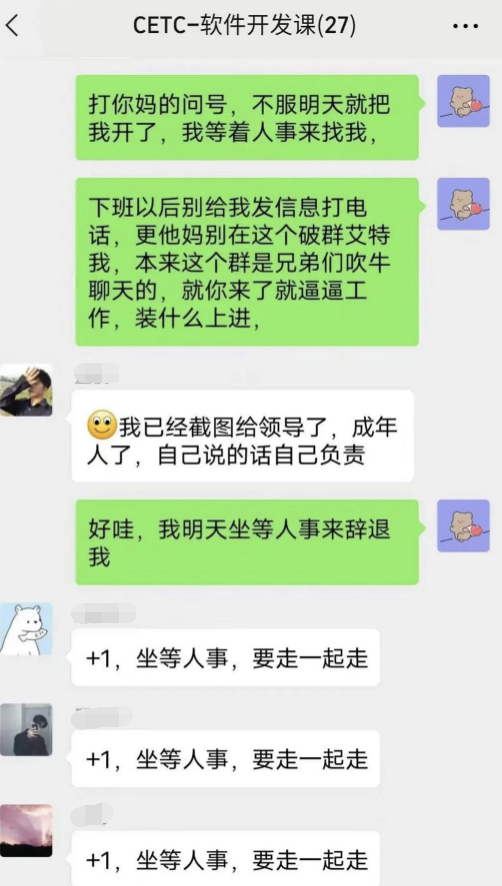 CETC-软件开发课(27)
打你妈的问号，不服明天就把
我开了，我等着人事来找我，
下班以后别给我发信息打电
话，更他妈别在这个破群艾特
我，本来这个群是兄弟们吹牛
聊天的，就你来了就逼逼工
作，装什么上进，
我已经截图给领导了，成年
人了，自己说的话自己负责
好哇，我明天坐等人事来辞退
我
+1，坐等人事，要走一起走
+1，坐等人事，要走一起走
+1，坐等人事，要走一起走